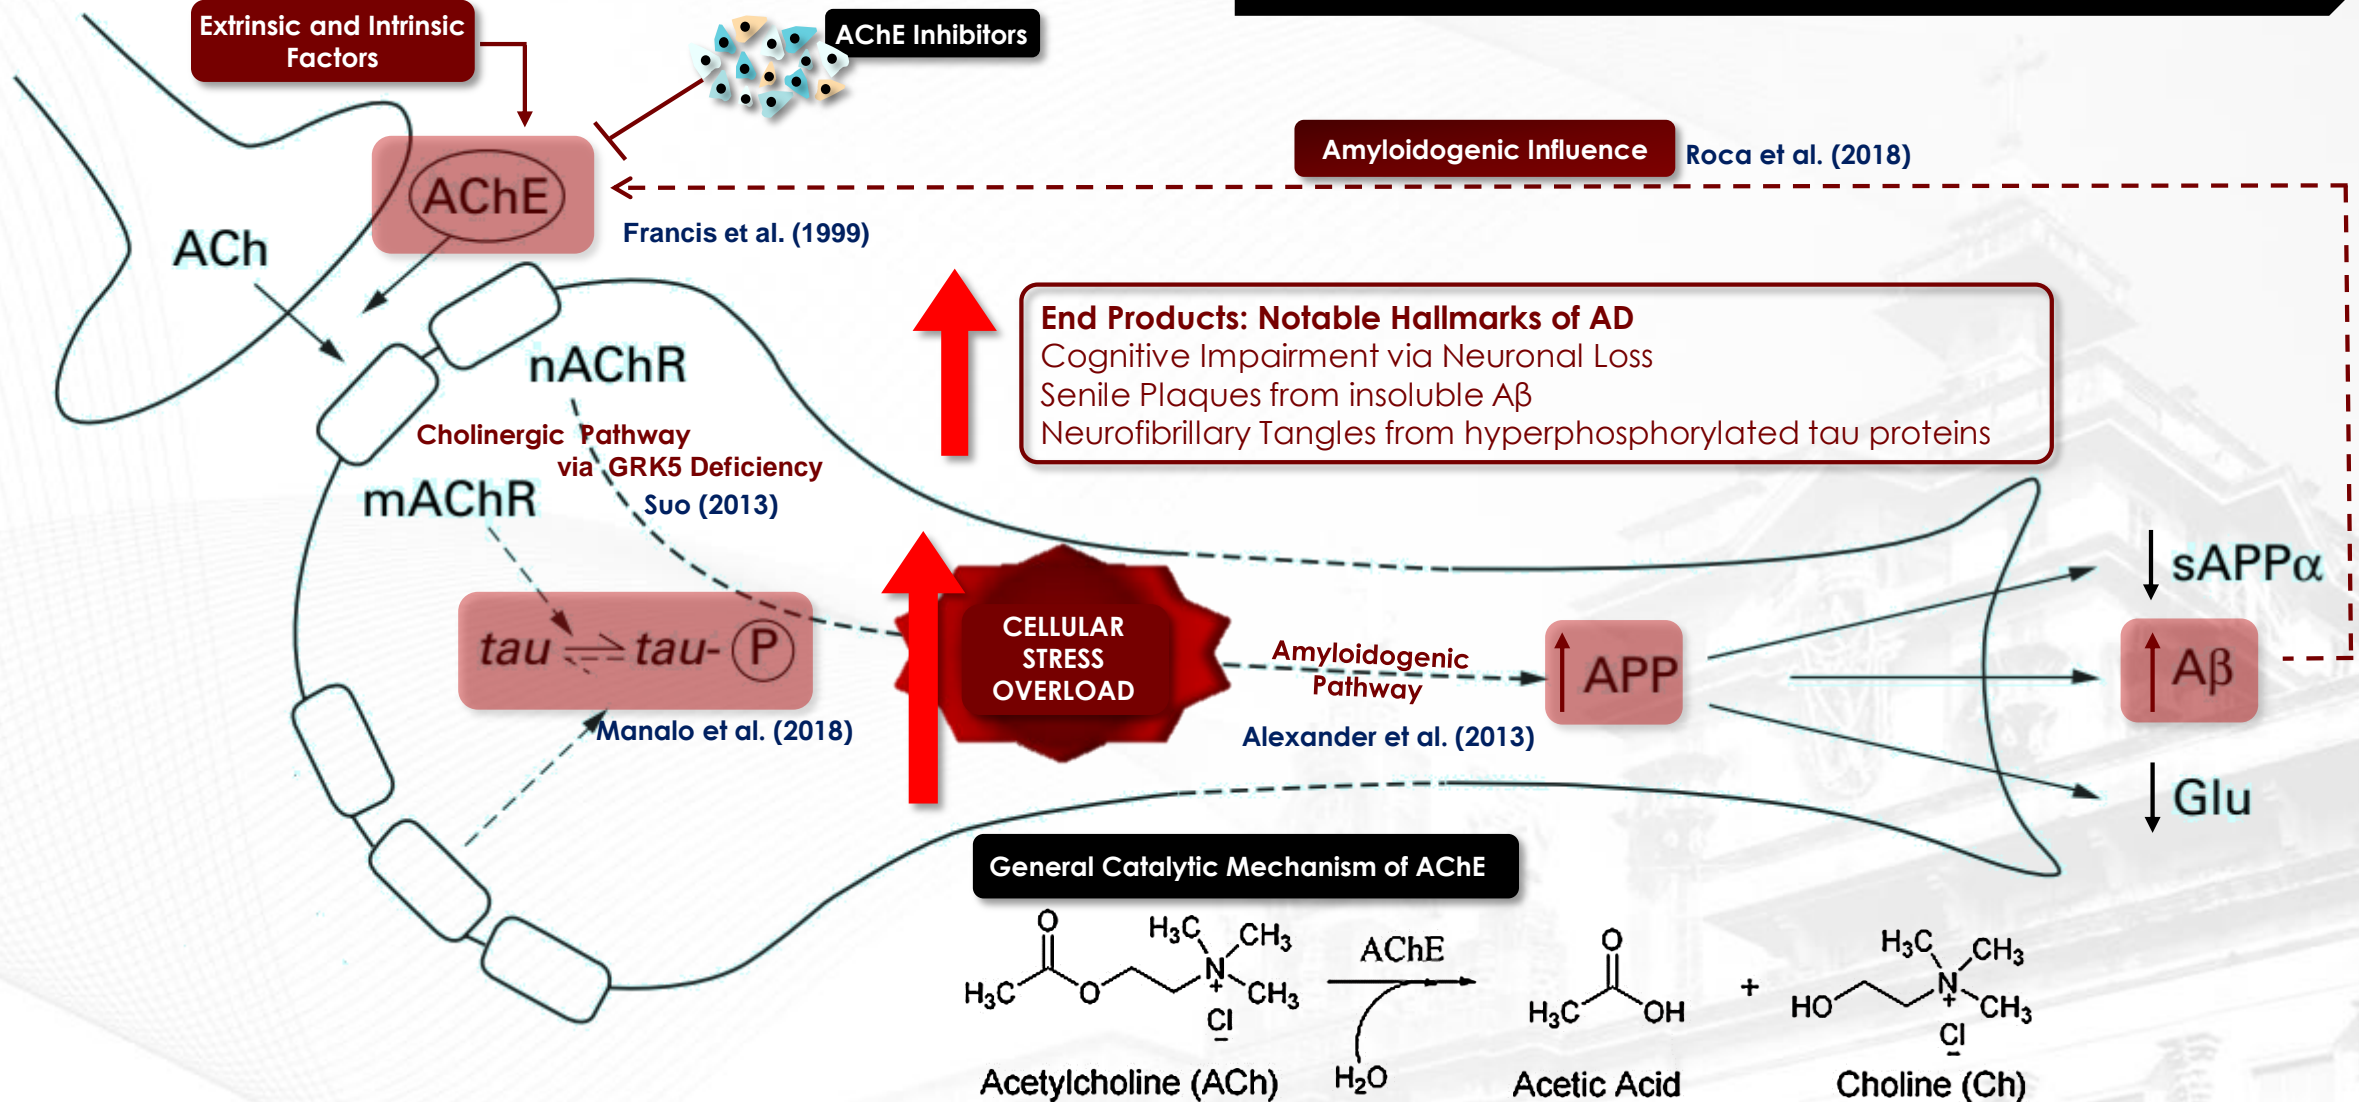 Extrinsic and Intrinsic
Factors
AChE Inhibitors
Amyloidogenic Influence
Roca et al. (2018)
AChE
Francis et al. (1999)
ACh
End Products: Notable Hallmarks of AD
Cognitive Impairment via Neuronal Loss
Senile Plaques from insoluble Aβ
Neurofibrillary Tangles from hyperphosphorylated tau proteins
nAChR
Cholinergic Pathway
via GRK5 Deficiency
Suo (2013)
mAChR
tau ⇌ tau- P
Manalo et al. (2018)
CELLULAR
STRESS
OVERLOAD
Amyloidogenic
Pathway
Alexander et al. (2013)
↑ APP
↓ sAPPα
↑ Aβ
↓ Glu
General Catalytic Mechanism of AChE
O
H₃C
CH₃
H₃C
O
N
+
CH₃
Cl
−
AChE
H₂O
O
H₃C
OH
+
H₃C
CH₃
HO
N
+
CH₃
Cl
−
Acetylcholine (ACh)
Acetic Acid
Choline (Ch)